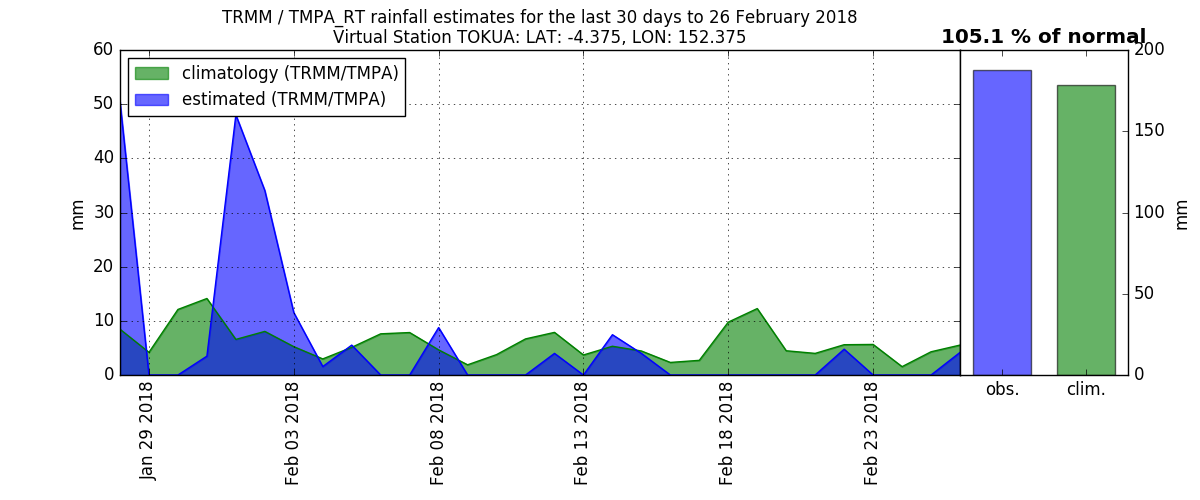 TRMM / TMPA_RT rainfall estimates for the last 30 days to 26 February 2018
Virtual Station TOKUA: LAT: -4.375, LON: 152.375
105.1 % of normal
climatology (TRMM/TMPA)
estimated (TRMM/TMPA)
60
50
40
30
20
10
0
mm
Jan 29 2018
Feb 03 2018
Feb 08 2018
Feb 13 2018
Feb 18 2018
Feb 23 2018
obs.
clim.
200
150
100
50
0
mm